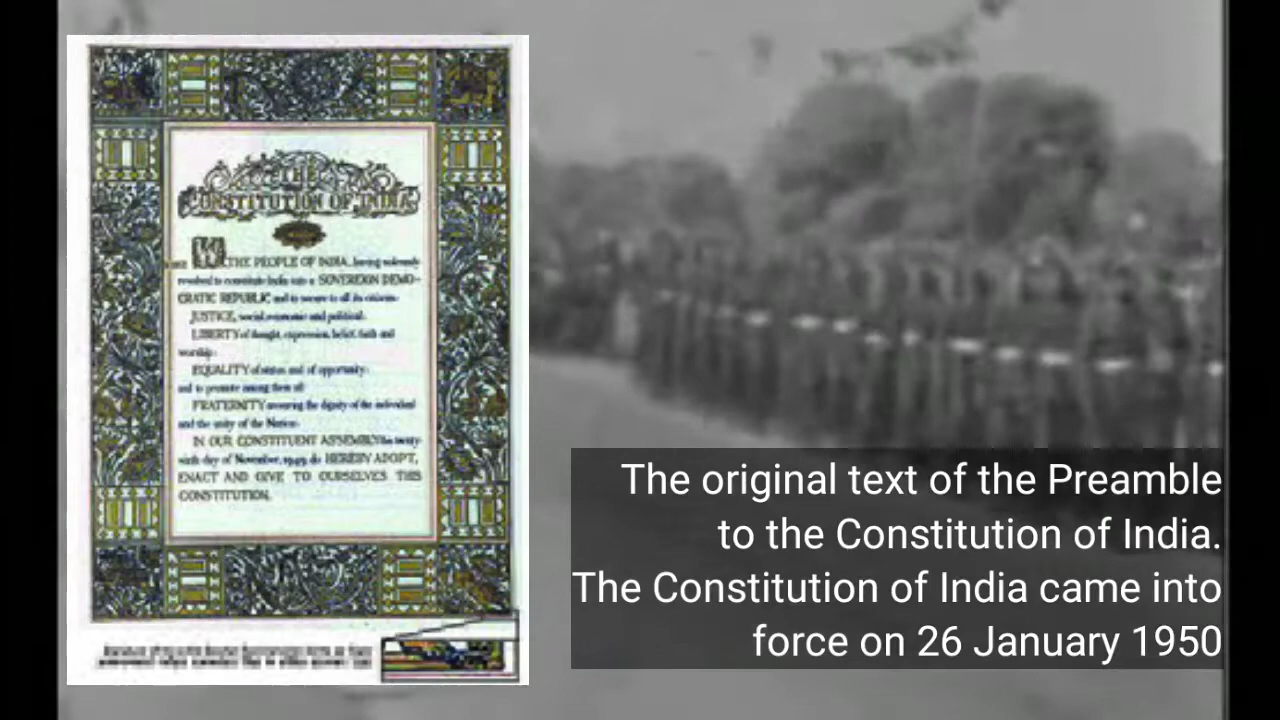 THE
CONSTITUTION OF INDIA
WE, THE PEOPLE OF INDIA, having solemnly
resolved to constitute India into a SOVEREIGN DEMO-
CRATIC REPUBLIC and to secure to all its citizens:
JUSTICE, social, economic and political;
LIBERTY of thought, expression, belief, faith and
worship;
EQUALITY of status and of opportunity;
and to promote among them all
FRATERNITY assuring the dignity of the individual
and the unity of the Nation;
IN OUR CONSTITUENT ASSEMBLY this twenty-
sixth day of November, 1949, do HEREBY ADOPT,
ENACT AND GIVE TO OURSELVES THIS
CONSTITUTION.
The original text of the Preamble
to the Constitution of India.
The Constitution of India came into
force on 26 January 1950